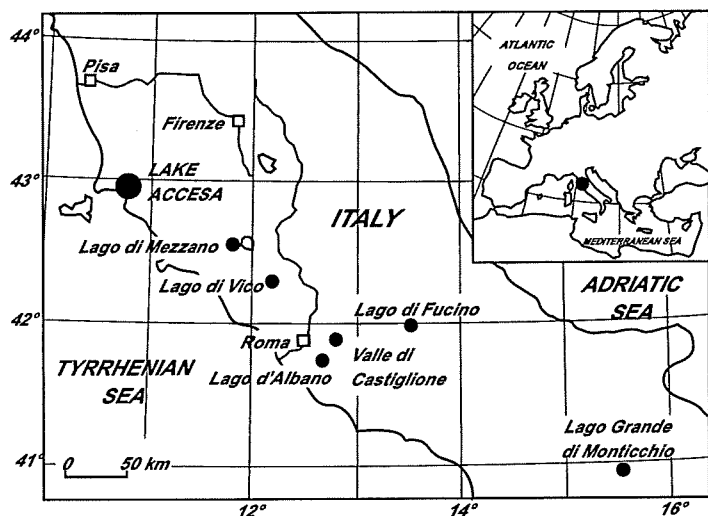 44°
43°
42°
41°
Pisa
Firenze
LAKE
ACCESA
ITALY
Lago di Mezzano
Lago di Vico
Lago di Fucino
Roma
Valle di
Castiglione
Lago d'Albano
TYRRHENIAN
SEA
ADRIATIC
SEA
Lago Grande
di Monticchio
0 50 km
12°
14°
16°
ATLANTIC
OCEAN
MEDITERRANEAN SEA